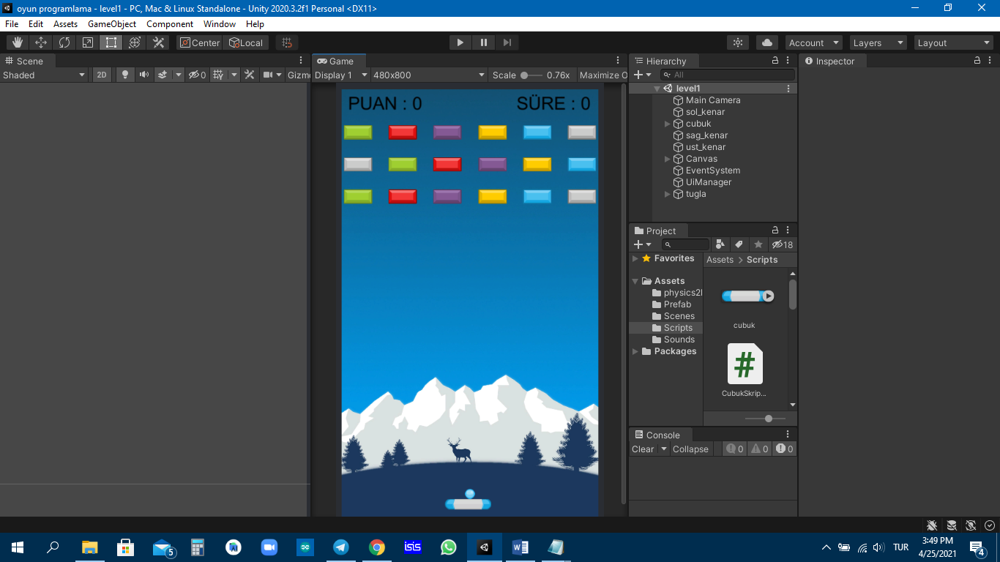 oyun programlama - level1 - PC, Mac & Linux Standalone - Unity 2020.3.2f1 Personal <DX11>
File Edit Assets GameObject Component Window Help
Center Local Account Layers Layout
Scene
Shaded 2D 0 Gizm
Game
Display 1 480x800 Scale 0.76x Maximize O
PUAN : 0 SÜRE : 0
Hierarchy
All
level1
Main Camera
sol_kenar
cubuk
sag_kenar
ust_kenar
Canvas
EventSystem
UiManager
tugla
Project
18
Favorites
Assets
physics2
Prefab
Scenes
Scripts
Sounds
Packages
Assets > Scripts
cubuk
#
CubukSkrip...
Console
Clear Collapse 0 0 0
Inspector
5
isis
W
TUR
3:49 PM
4/25/2021
4